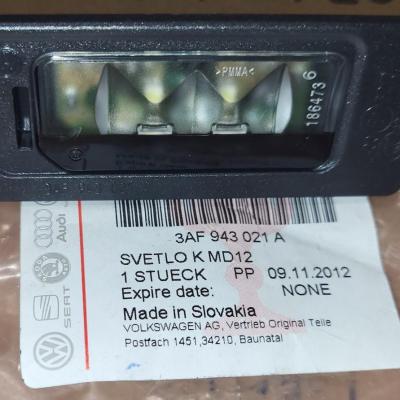 >PMMA<
186473 6
3AF 943 021 A
SVETLO K MD12
1 STUECK PP 09.11.2012
Expire date: NONE
Made in Slovakia
VOLKSWAGEN AG, Vertrieb Original Teile
Postfach 1451,34210, Baunatal
Audi
SEAT